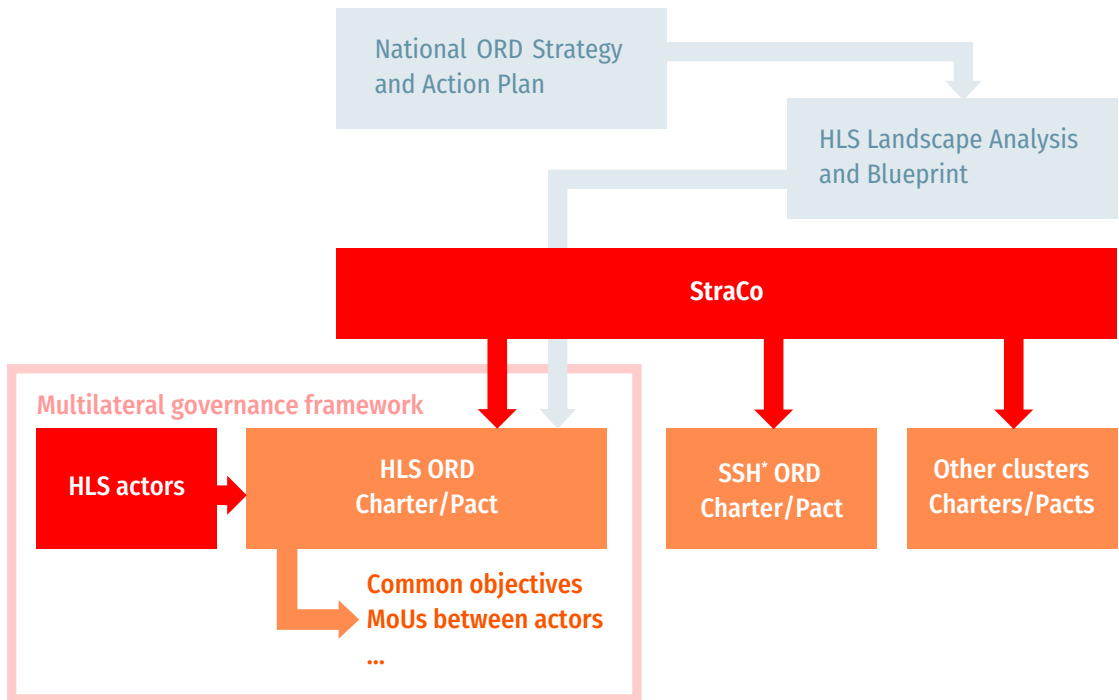 National ORD Strategy
and Action Plan
HLS Landscape Analysis
and Blueprint
StraCo
Multilateral governance framework
HLS actors
HLS ORD
Charter/Pact
SSH* ORD
Charter/Pact
Other clusters
Charters/Pacts
Common objectives
MoUs between actors
...